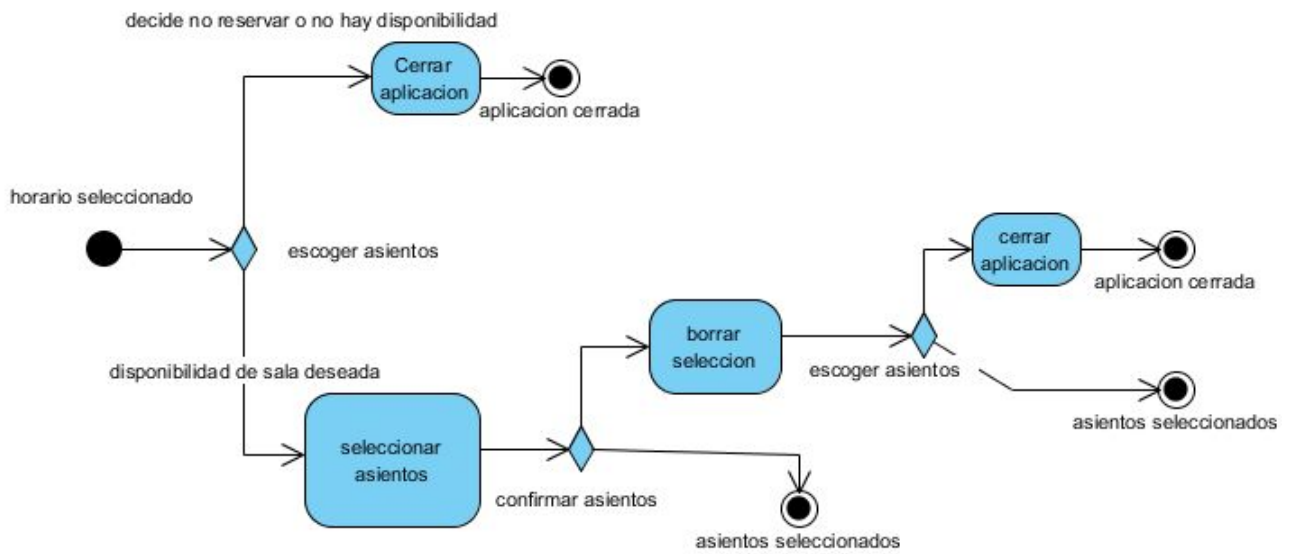 decide no reservar o no hay disponibilidad
Cerrar
aplicacion
aplicacion cerrada
horario seleccionado
escoger asientos
cerrar
aplicacion
aplicacion cerrada
borrar
seleccion
escoger asientos
disponibilidad de sala deseada
asientos seleccionados
seleccionar
asientos
confirmar asientos
asientos seleccionados